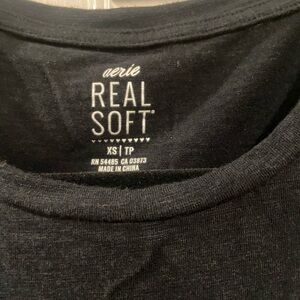 aerie
REAL
SOFT®
XS | TP
RN 54485 CA 03873
MADE IN CHINA